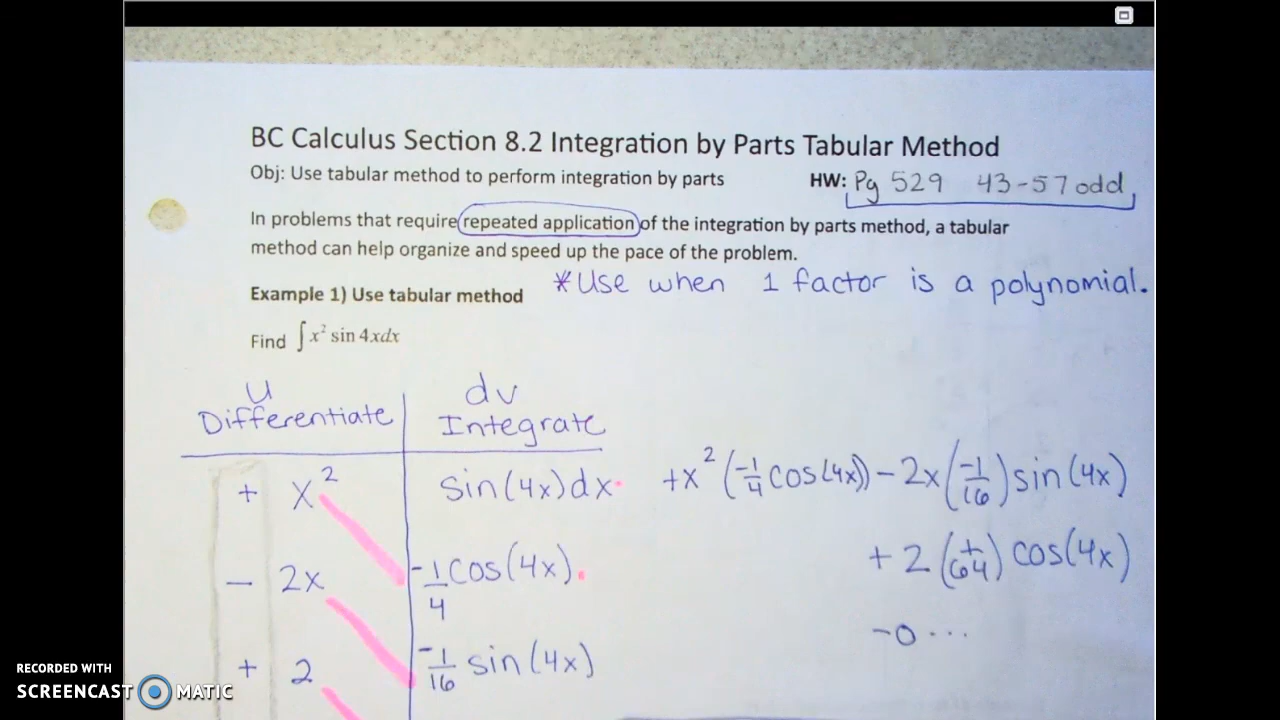 BC Calculus Section 8.2 Integration by Parts Tabular Method
Obj: Use tabular method to perform integration by parts
HW: Pg 529 43-57 odd
In problems that require repeated application of the integration by parts method, a tabular
method can help organize and speed up the pace of the problem.
*Use when 1 factor is a polynomial.
Example 1) Use tabular method
Find ∫x² sin 4xdx
u dv
Differentiate Integrate
+ x² sin(4x)dx +x²(-1/4 cos(4x)) - 2x(-1/16) sin(4x)
+ 2(1/64) cos(4x)
- 2x -1/4 cos(4x)
-0...
+ 2 -1/16 sin(4x)
RECORDED WITH
SCREENCAST MATIC